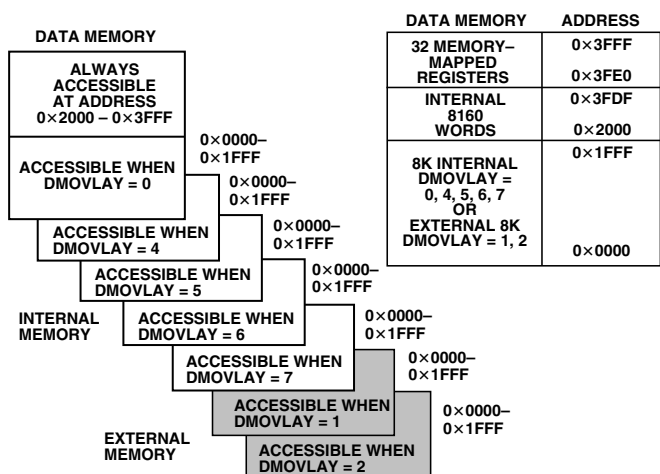 DATA MEMORY
ALWAYS
ACCESSIBLE
AT ADDRESS
0×2000 – 0×3FFF
0×0000–
0×1FFF
ACCESSIBLE WHEN
DMOVLAY = 0
0×0000–
0×1FFF
ACCESSIBLE WHEN
DMOVLAY = 4
0×0000–
0×1FFF
ACCESSIBLE WHEN
DMOVLAY = 5
0×0000–
0×1FFF
INTERNAL
MEMORY
ACCESSIBLE WHEN
DMOVLAY = 6
0×0000–
0×1FFF
ACCESSIBLE WHEN
DMOVLAY = 7
0×0000–
0×1FFF
ACCESSIBLE WHEN
DMOVLAY = 1
0×0000–
0×1FFF
EXTERNAL
MEMORY
ACCESSIBLE WHEN
DMOVLAY = 2
DATA MEMORY ADDRESS
32 MEMORY– 0×3FFF
MAPPED
REGISTERS 0×3FE0
INTERNAL 0×3FDF
8160
WORDS 0×2000
0×1FFF
8K INTERNAL
DMOVLAY =
0, 4, 5, 6, 7
OR
EXTERNAL 8K
DMOVLAY = 1, 2
0×0000